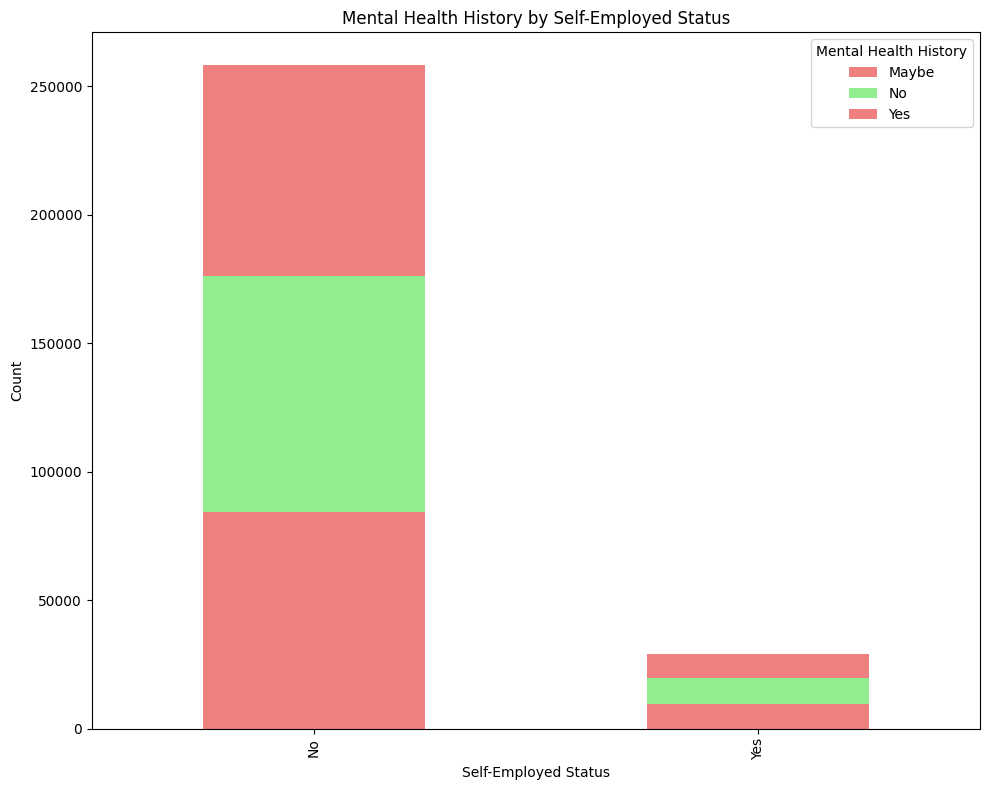 Mental Health History by Self-Employed Status
Mental Health History
Maybe
No
Yes
250000
200000
150000
100000
50000
0
Count
No
Yes
Self-Employed Status